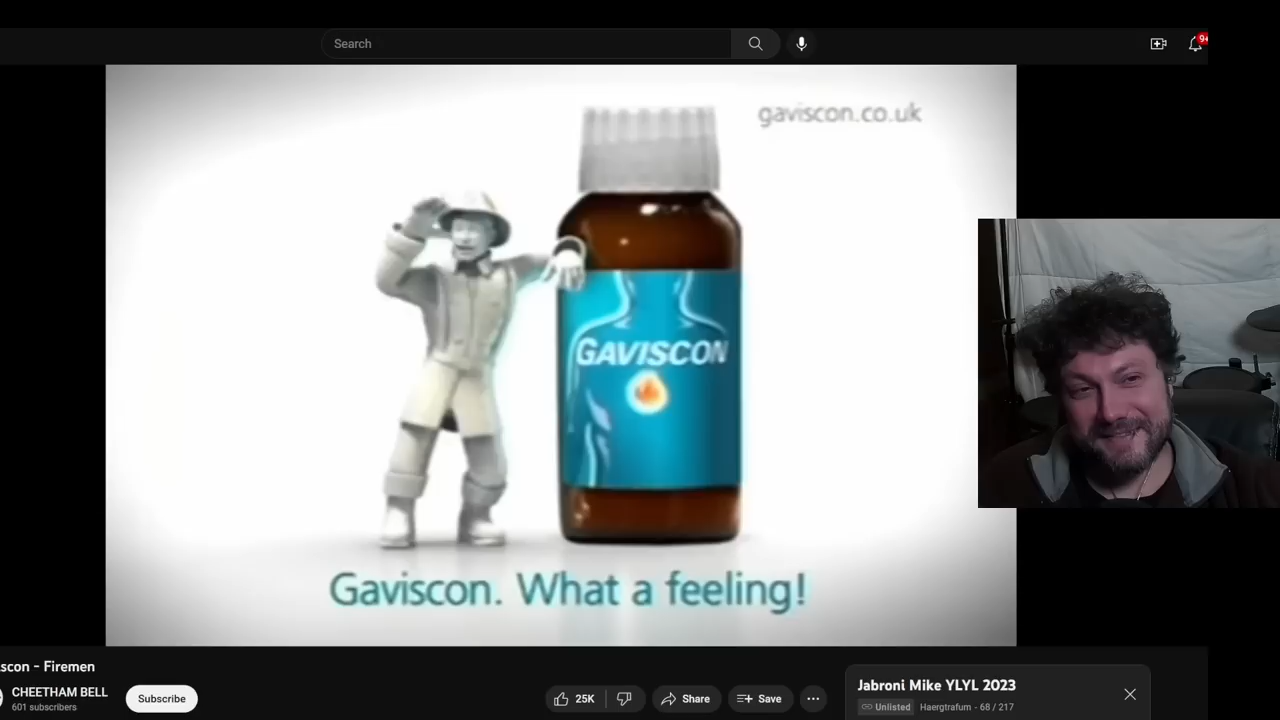 Search
9+
gaviscon.co.uk
GAVISCON
Gaviscon. What a feeling!
scon - Firemen
CHEETHAM BELL
601 subscribers
Subscribe
25K
Share
Save
Jabroni Mike YLYL 2023
Unlisted
Haergtrafum - 68 / 217